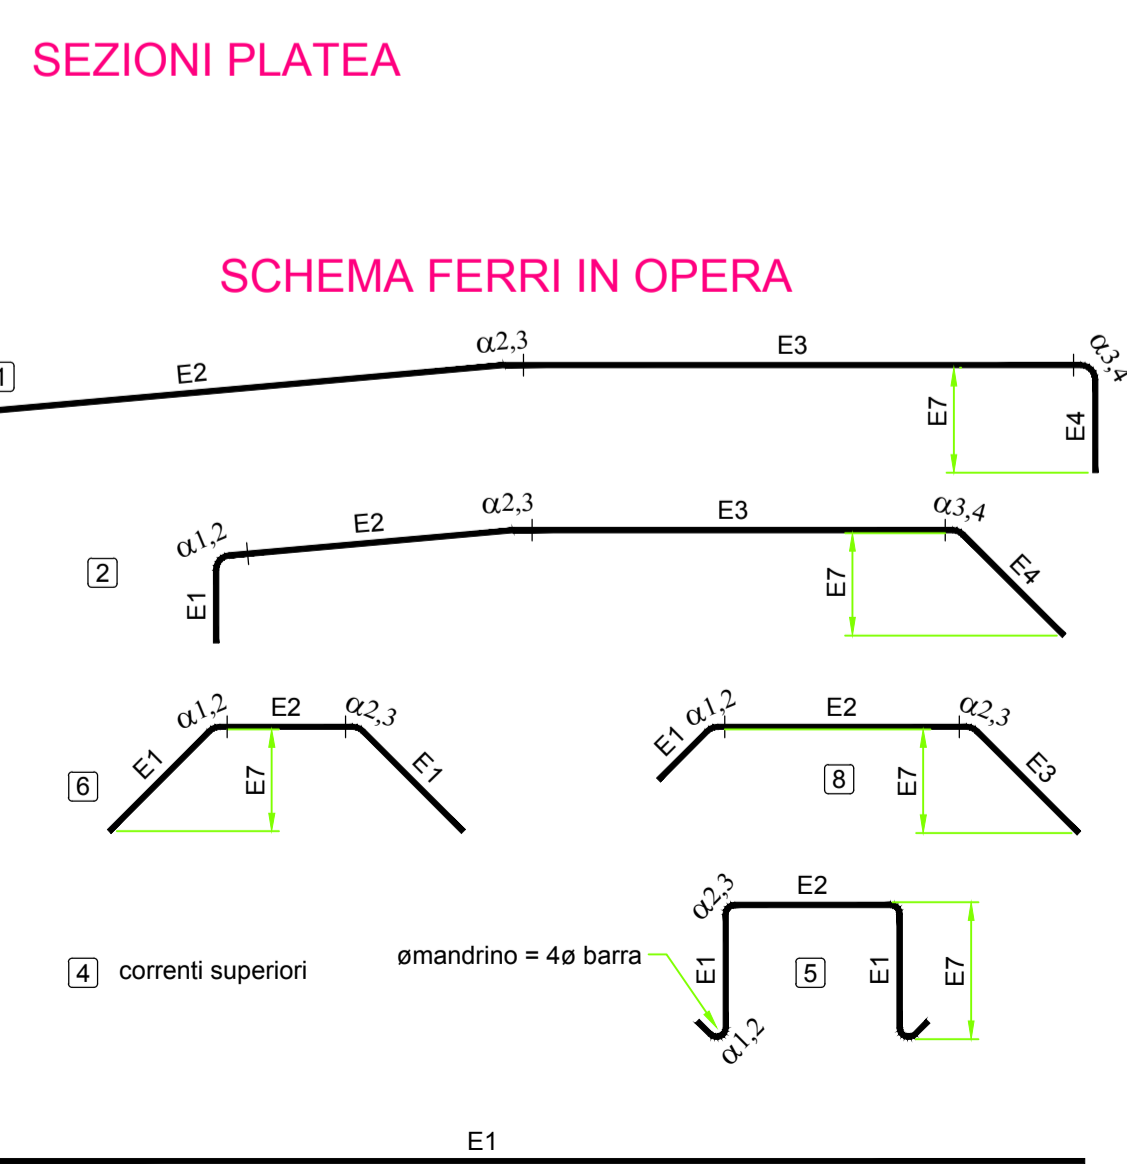 SEZIONI PLATEA
SCHEMA FERRI IN OPERA
1
E2
α2,3
E3
α3,4
E7
E4
2
α1,2
E1
E2
α2,3
E3
α3,4
E7
E4
6
E1
α1,2
E2
α2,3
E7
E1
E1
α1,2
E2
α2,3
8
E7
E3
4 correnti superiori
ømandrino = 4ø barra
α2,3
E2
E1
5
E1
E7
α1,2
E1